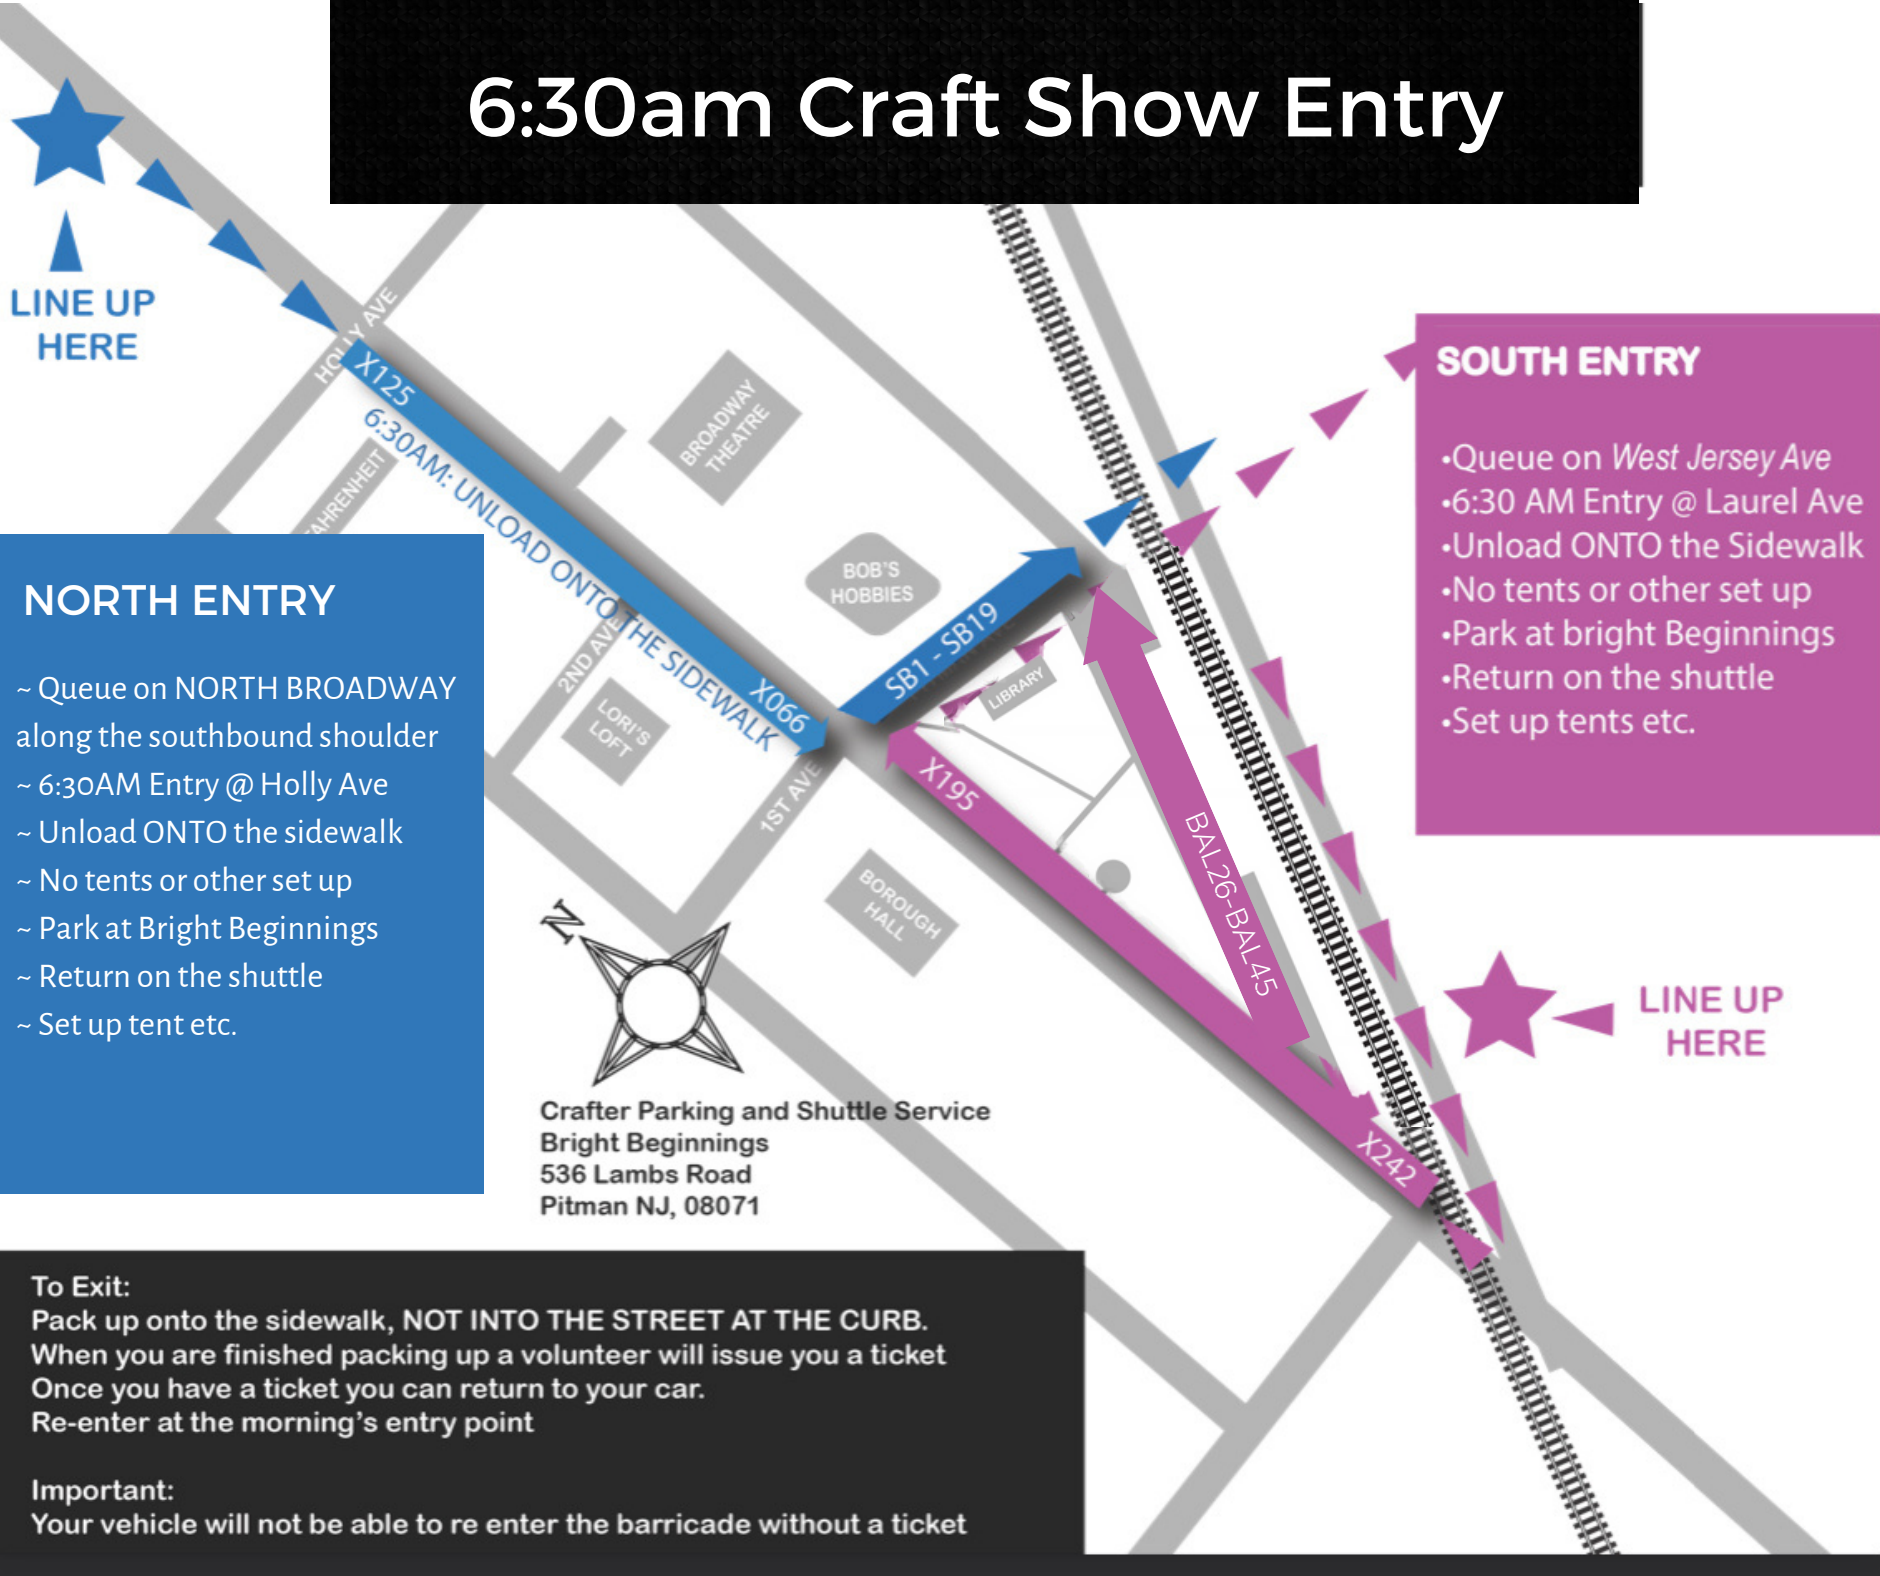 6:30am Craft Show Entry
LINE UP
HERE
HOLLY AVE
X125
6:30AM: UNLOAD ONTO THE SIDEWALK
X066
FAHRENHEIT
BROADWAY
THEATRE
BOB'S
HOBBIES
SB1 - SB19
LIBRARY
2ND AVE
LORI'S
LOFT
1ST AVE
BOROUGH
HALL
X195
BAL26-BAL45
X242
SOUTH ENTRY
•Queue on West Jersey Ave
•6:30 AM Entry @ Laurel Ave
•Unload ONTO the Sidewalk
•No tents or other set up
•Park at bright Beginnings
•Return on the shuttle
•Set up tents etc.
LINE UP
HERE
NORTH ENTRY
~ Queue on NORTH BROADWAY
along the southbound shoulder
~ 6:30AM Entry @ Holly Ave
~ Unload ONTO the sidewalk
~ No tents or other set up
~ Park at Bright Beginnings
~ Return on the shuttle
~ Set up tent etc.
N
Crafter Parking and Shuttle Service
Bright Beginnings
536 Lambs Road
Pitman NJ, 08071
To Exit:
Pack up onto the sidewalk, NOT INTO THE STREET AT THE CURB.
When you are finished packing up a volunteer will issue you a ticket
Once you have a ticket you can return to your car.
Re-enter at the morning's entry point
Important:
Your vehicle will not be able to re enter the barricade without a ticket